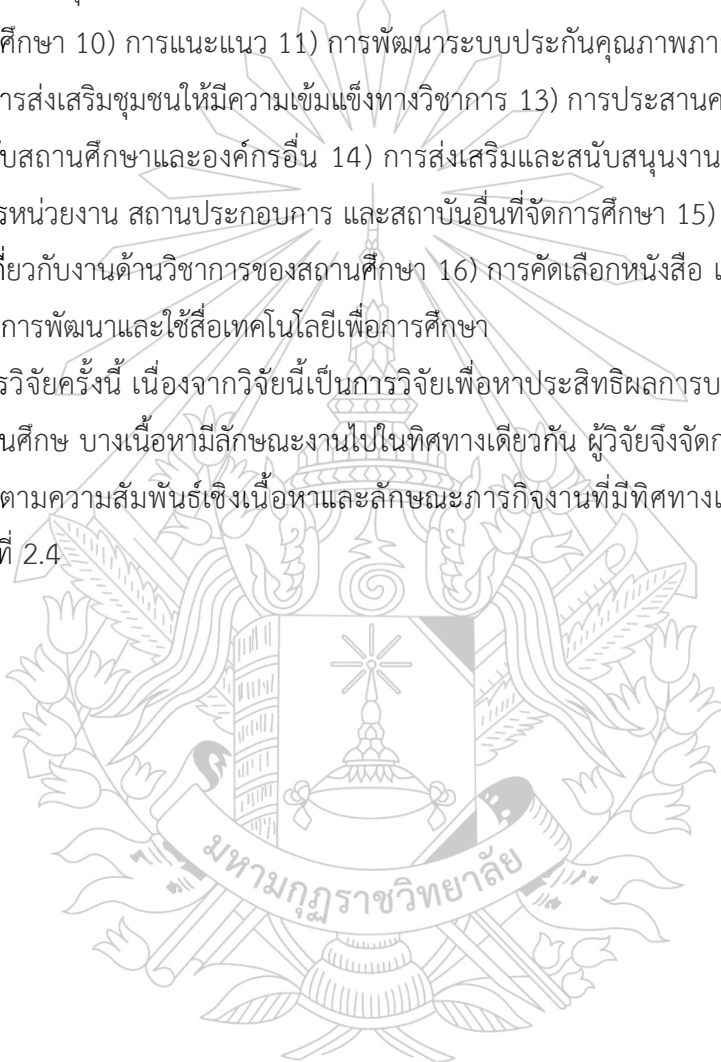 ศึกษา 10) การแนะแนว 11) การพัฒนาระบบประกันคุณภาพภา
ารส่งเสริมชุมชนให้มีความเข้มแข็งทางวิชาการ 13) การประสานค
ับสถานศึกษาและองค์กรอื่น 14) การส่งเสริมและสนับสนุนงาน
รหน่วยงาน สถานประกอบการ และสถาบันอื่นที่จัดการศึกษา 15)
กี่ยวกับงานด้านวิชาการของสถานศึกษา 16) การคัดเลือกหนังสือ แ
การพัฒนาและใช้สื่อเทคโนโลยีเพื่อการศึกษา
รวิจัยครั้งนี้ เนื่องจากวิจัยนี้เป็นการวิจัยเพื่อหาประสิทธิผลการบ
นศึกษ บางเนื้อหามีลักษณะงานไปในทิศทางเดียวกัน ผู้วิจัยจึงจัดก
ตามความสัมพันธ์เชิงเนื้อหาและลักษณะภารกิจงานที่มีทิศทางเ
ที่ 2.4
มหามกุฏราชวิทยาลัย